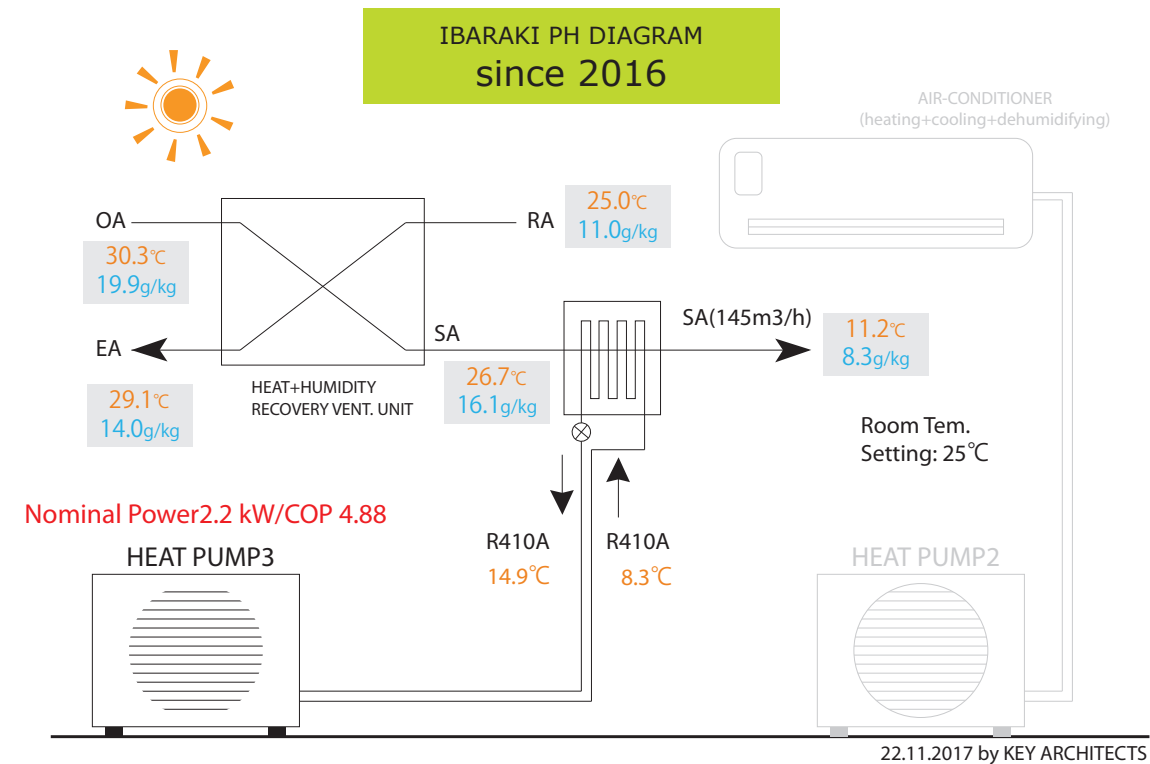 IBARAKI PH DIAGRAM
since 2016
AIR-CONDITIONER
(heating+cooling+dehumidifying)
OA
30.3℃
19.9g/kg
RA
25.0℃
11.0g/kg
EA
29.1℃
14.0g/kg
HEAT+HUMIDITY
RECOVERY VENT. UNIT
SA
26.7℃
16.1g/kg
SA(145m3/h)
11.2℃
8.3g/kg
Room Tem.
Setting: 25℃
Nominal Power2.2 kW/COP 4.88
HEAT PUMP3
R410A
14.9℃
R410A
8.3℃
HEAT PUMP2
22.11.2017 by KEY ARCHITECTS